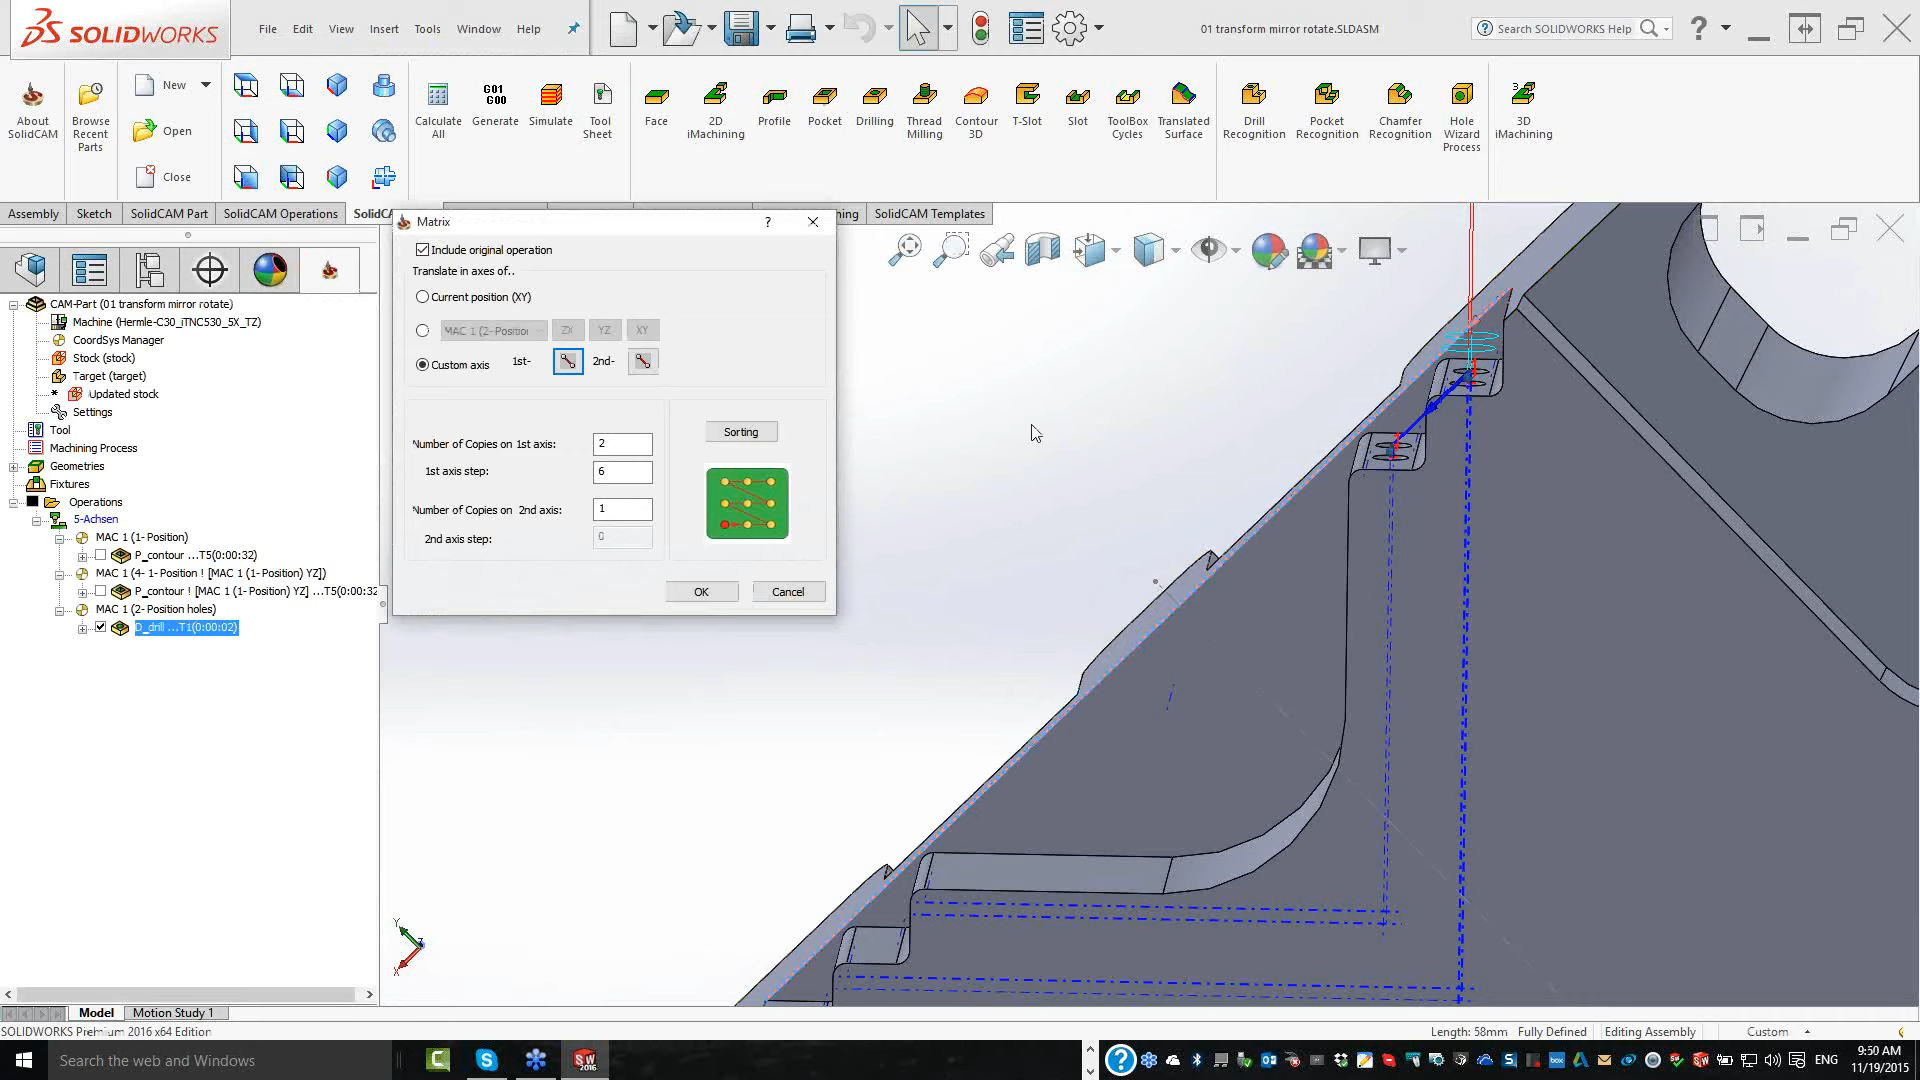 SOLIDWORKS
File Edit View Insert Tools Window Help
01 transform mirror rotate.SLDASM
Search SOLIDWORKS Help
About SolidCAM
Browse Recent Parts
New
Open
Close
Calculate All
G01 G00
Generate
Simulate
Tool Sheet
Face
2D iMachining
Profile
Pocket
Drilling
Thread Milling
Contour 3D
T-Slot
Slot
ToolBox Cycles
Translated Surface
Drill Recognition
Pocket Recognition
Chamfer Recognition
Hole Wizard Process
3D iMachining
Assembly
Sketch
SolidCAM Part
SolidCAM Operations
SolidCAM Templates
Matrix
Include original operation
Translate in axes of..
Current position (XY)
MAC 1 (2- Position
ZX YZ XY
Custom axis 1st- 2nd-
Number of Copies on 1st axis: 2
1st axis step: 6
Number of Copies on 2nd axis: 1
2nd axis step: 0
Sorting
OK Cancel
CAM-Part (01 transform mirror rotate)
Machine (Hermle-C30_iTNC530_5X_TZ)
CoordSys Manager
Stock (stock)
Target (target)
* Updated stock
Settings
Tool
Machining Process
Geometries
Fixtures
Operations
5-Achsen
MAC 1 (1- Position)
P_contour ...T5(0:00:32)
MAC 1 (4- 1- Position ! [MAC 1 (1- Position) YZ])
P_contour ! [MAC 1 (1- Position) YZ] ...T5(0:00:32
MAC 1 (2- Position holes)
D_drill ...T1(0:00:02)
Y
Z
X
Model
Motion Study 1
SOLIDWORKS Premium 2016 x64 Edition
Length: 58mm Fully Defined Editing Assembly Custom
Search the web and Windows
SW
2016
ENG
9:50 AM
11/19/2015